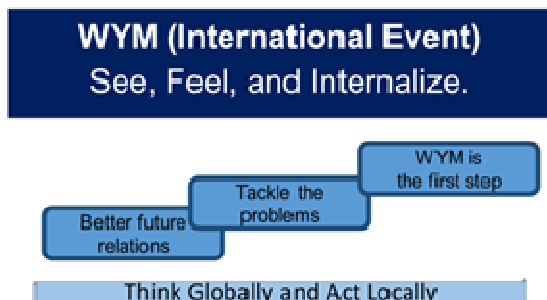 WYM (International Event)
See, Feel, and Internalize.
WYM is
the first step
Tackle the
problems
Better future
relations
Think Globally and Act Locally